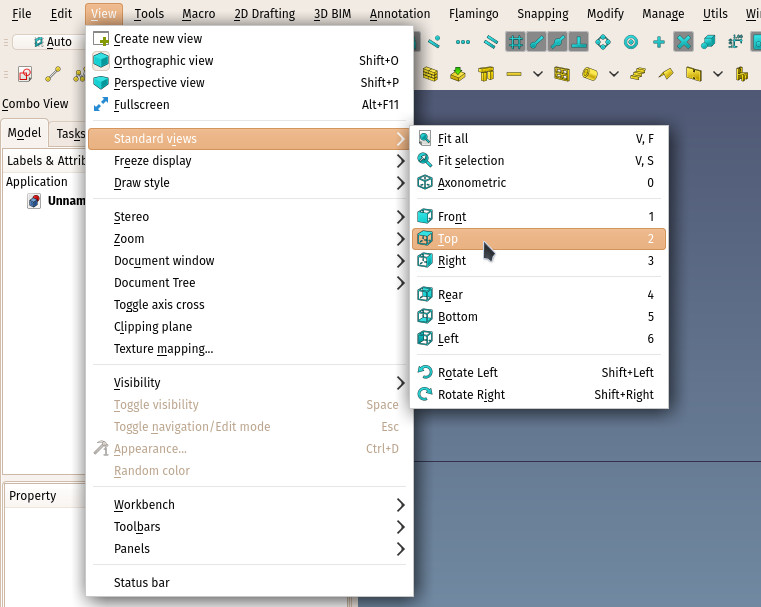 File Edit View Tools Macro 2D Drafting 3D BIM Annotation Flamingo Snapping Modify Manage Utils
Auto
Combo View
Model Tasks
Labels & Attrib
Application
Unnam
Property
Create new view
Orthographic view Shift+O
Perspective view Shift+P
Fullscreen Alt+F11
Standard views
Freeze display
Draw style
Stereo
Zoom
Document window
Document Tree
Toggle axis cross
Clipping plane
Texture mapping...
Visibility
Toggle visibility Space
Toggle navigation/Edit mode Esc
Appearance... Ctrl+D
Random color
Workbench
Toolbars
Panels
Status bar
Fit all V, F
Fit selection V, S
Axonometric 0
Front 1
Top 2
Right 3
Rear 4
Bottom 5
Left 6
Rotate Left Shift+Left
Rotate Right Shift+Right